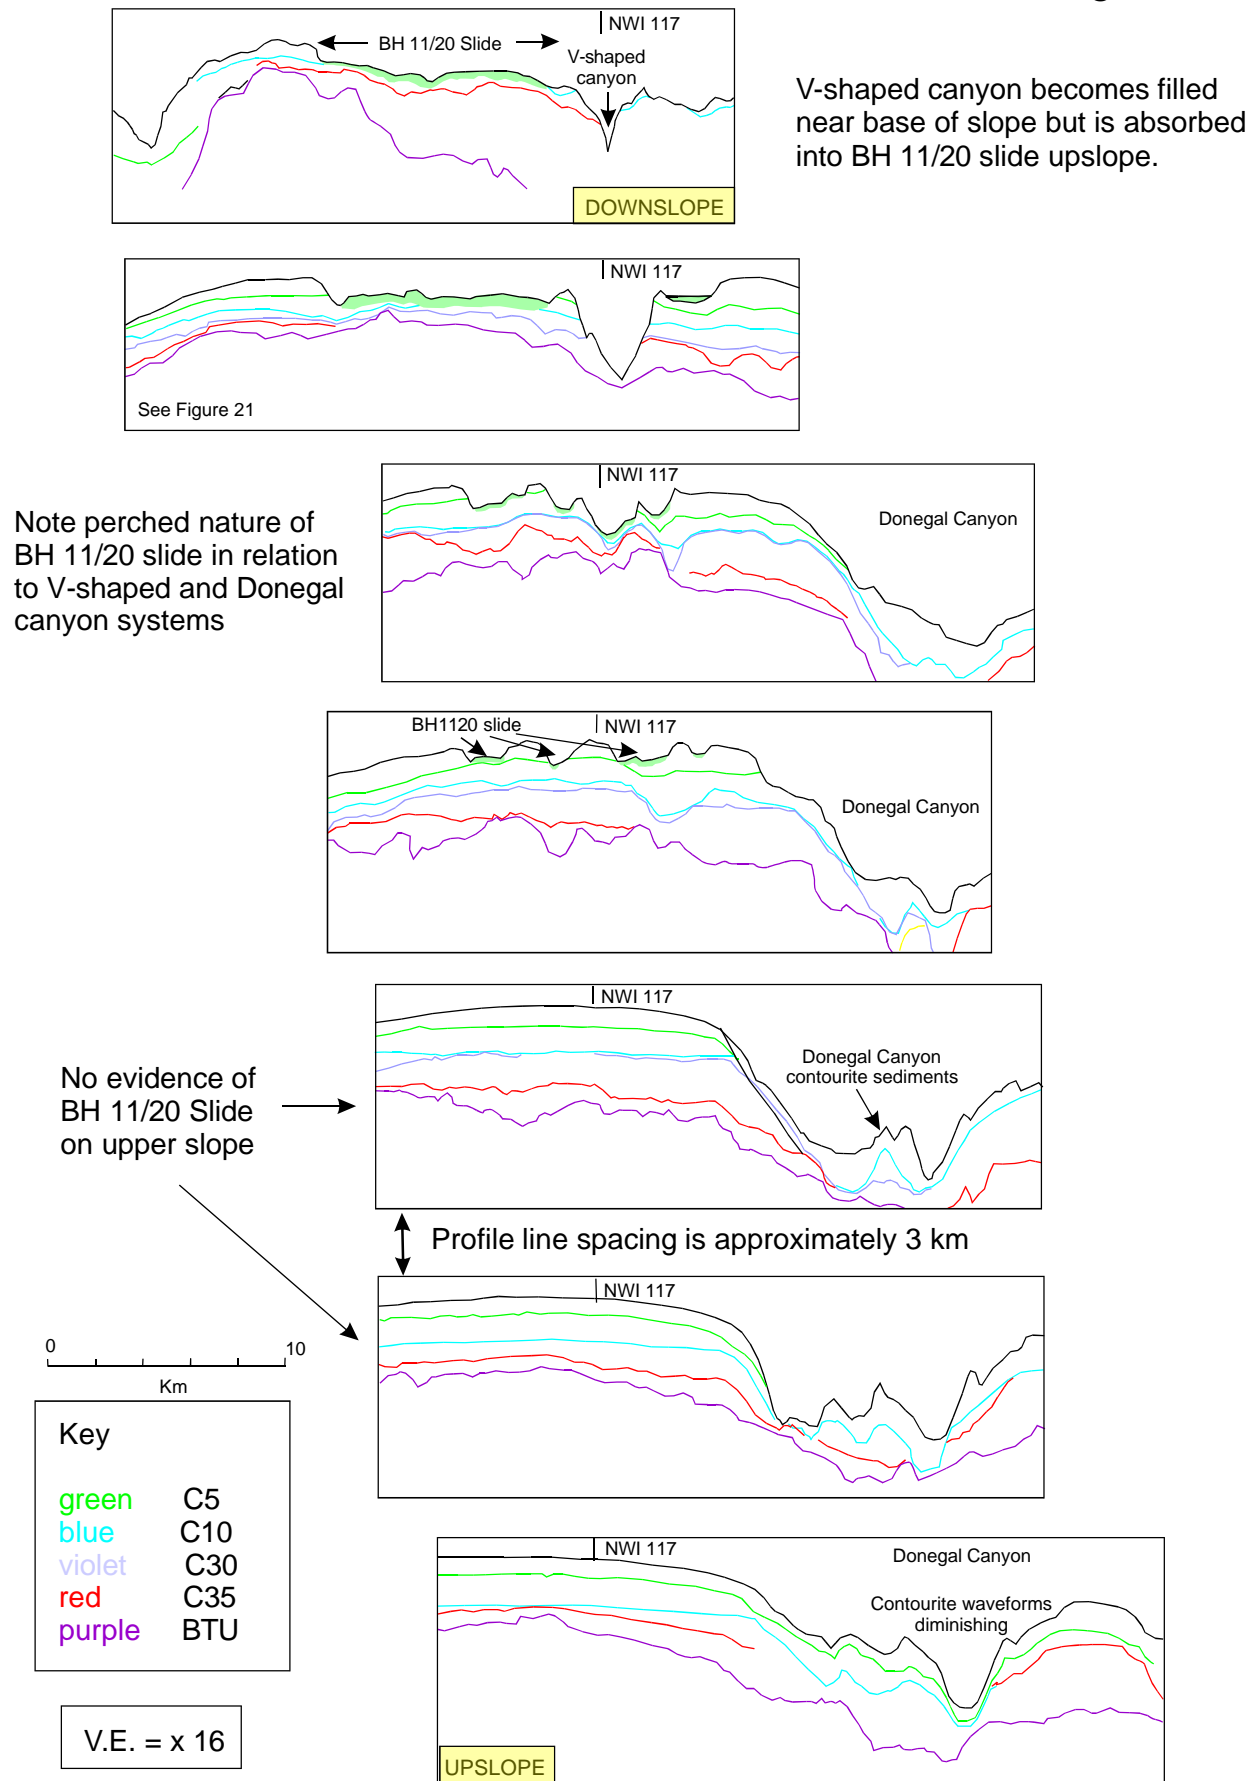 NWI 117
BH 11/20 Slide
V-shaped
canyon
DOWNSLOPE
V-shaped canyon becomes filled
near base of slope but is absorbed
into BH 11/20 slide upslope.
NWI 117
See Figure 21
Note perched nature of
BH 11/20 slide in relation
to V-shaped and Donegal
canyon systems
NWI 117
Donegal Canyon
BH1120 slide
NWI 117
Donegal Canyon
No evidence of
BH 11/20 Slide
on upper slope
NWI 117
Donegal Canyon
contourite sediments
Profile line spacing is approximately 3 km
NWI 117
0 10
Km
Key
green C5
blue C10
violet C30
red C35
purple BTU
V.E. = x 16
NWI 117
Donegal Canyon
Contourite waveforms
diminishing
UPSLOPE